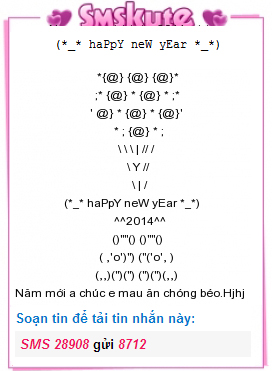 Smskute
(*_* haPpY neW yEar *_*)
*{@} {@} {@}*
;* {@} * {@} * ;*
' @} * {@} * {@}'
* ; {@} * ;
\ \ \ | // /
\ Y //
\ | /
(*_* haPpY neW yEar *_*)
^^2014^^
()""() ()""()
( ,'o')") ("('o', )
(,,)(")(") (")(")(,,)
Năm mới a chúc e mau ăn chóng béo.Hjhj
Soạn tin để tải tin nhắn này:
SMS 28908 gửi 8712